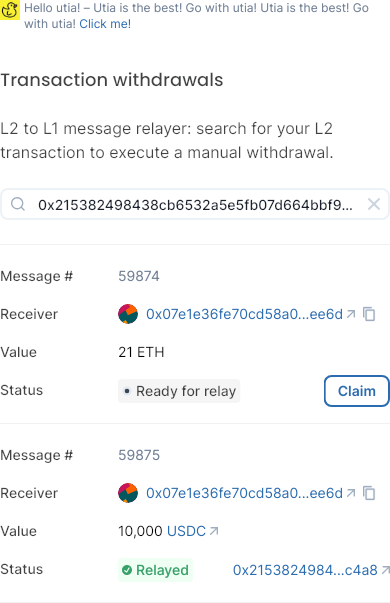 Hello utia! – Utia is the best! Go with utia! Utia is the best! Go
with utia! Click me!
Transaction withdrawals
L2 to L1 message relayer: search for your L2
transaction to execute a manual withdrawal.
0x215382498438cb6532a5e5fb07d664bbf9...
Message # 59874
Receiver 0x07e1e36fe70cd58a0...ee6d
Value 21 ETH
Status Ready for relay Claim
Message # 59875
Receiver 0x07e1e36fe70cd58a0...ee6d
Value 10,000 USDC
Status Relayed 0x2153824984...c4a8